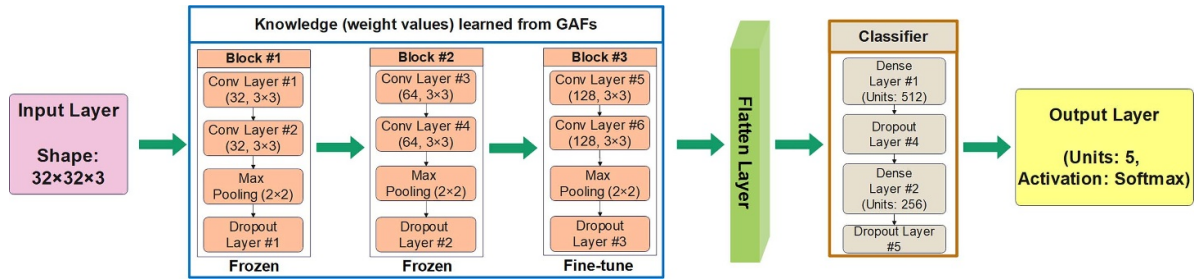 Knowledge (weight values) learned from GAFs
Input Layer
Shape:
32×32×3
Block #1
Conv Layer #1
(32, 3×3)
Conv Layer #2
(32, 3×3)
Max
Pooling (2×2)
Dropout
Layer #1
Frozen
Block #2
Conv Layer #3
(64, 3×3)
Conv Layer #4
(64, 3×3)
Max
Pooling (2×2)
Dropout
Layer #2
Frozen
Block #3
Conv Layer #5
(128, 3×3)
Conv Layer #6
(128, 3×3)
Max
Pooling (2×2)
Dropout
Layer #3
Fine-tune
Flatten Layer
Classifier
Dense
Layer #1
(Units: 512)
Dropout
Layer #4
Dense
Layer #2
(Units: 256)
Dropout Layer
#5
Output Layer
(Units: 5,
Activation: Softmax)